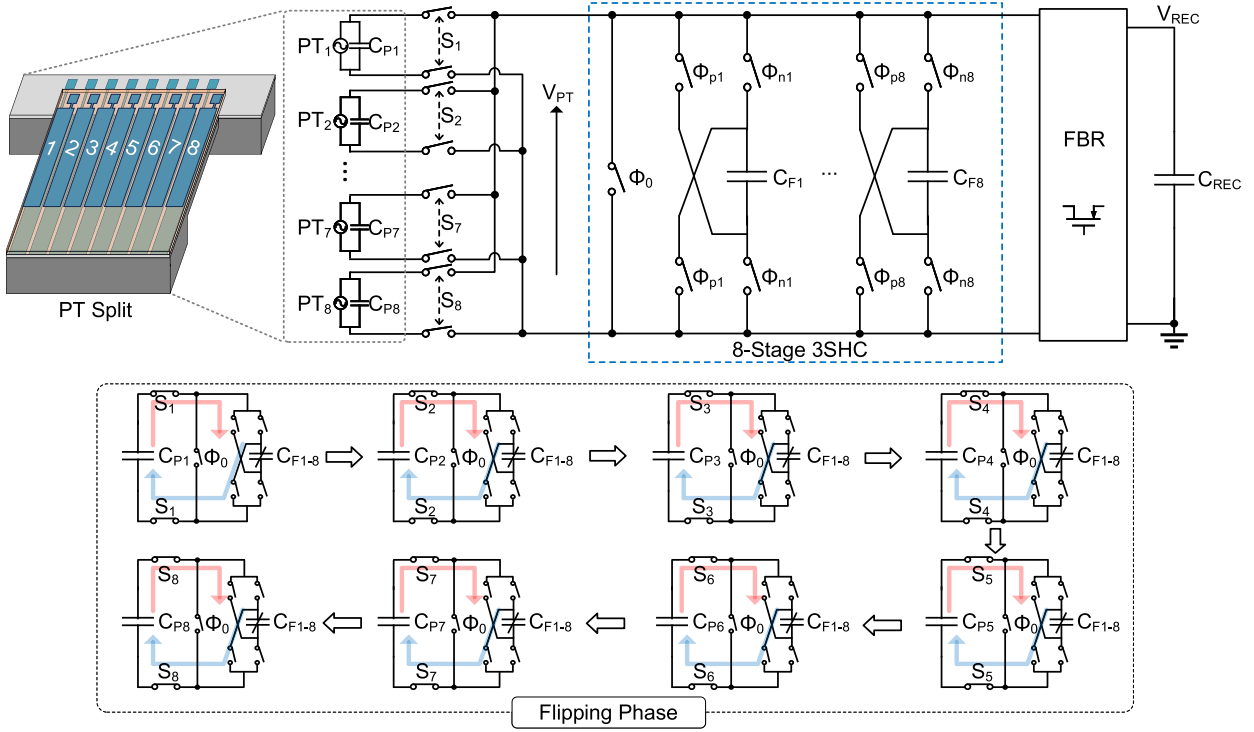 1 2 3 4 5 6 7 8
PT Split
PT1 CP1
S1
PT2 CP2
S2
⋮
PT7 CP7
S7
PT8 CP8
S8
VPT
Φ0
Φp1 Φn1 Φp8 Φn8
CF1 ... CF8
Φp1 Φn1 Φp8 Φn8
8-Stage 3SHC
FBR
VREC
CREC
S1 S2 S3 S4
CP1 Φ0 CF1-8 CP2 Φ0 CF1-8 CP3 Φ0 CF1-8 CP4 Φ0 CF1-8
S1 S2 S3 S4
S8 S7 S6 S5
CP8 Φ0 CF1-8 CP7 Φ0 CF1-8 CP6 Φ0 CF1-8 CP5 Φ0 CF1-8
S8 S7 S6 S5
Flipping Phase